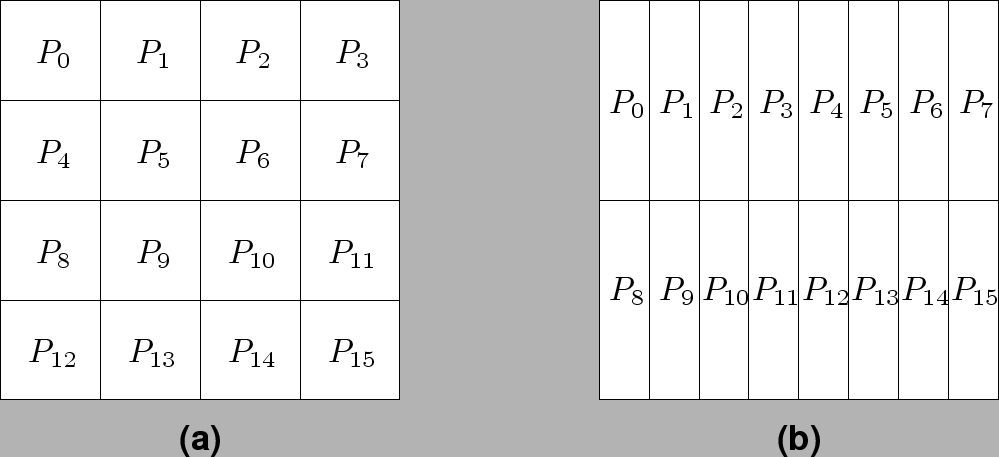 P0 P1 P2 P3
P4 P5 P6 P7
P8 P9 P10 P11
P12 P13 P14 P15
(a)
P0 P1 P2 P3 P4 P5 P6 P7
P8 P9 P10 P11 P12 P13 P14 P15
(b)